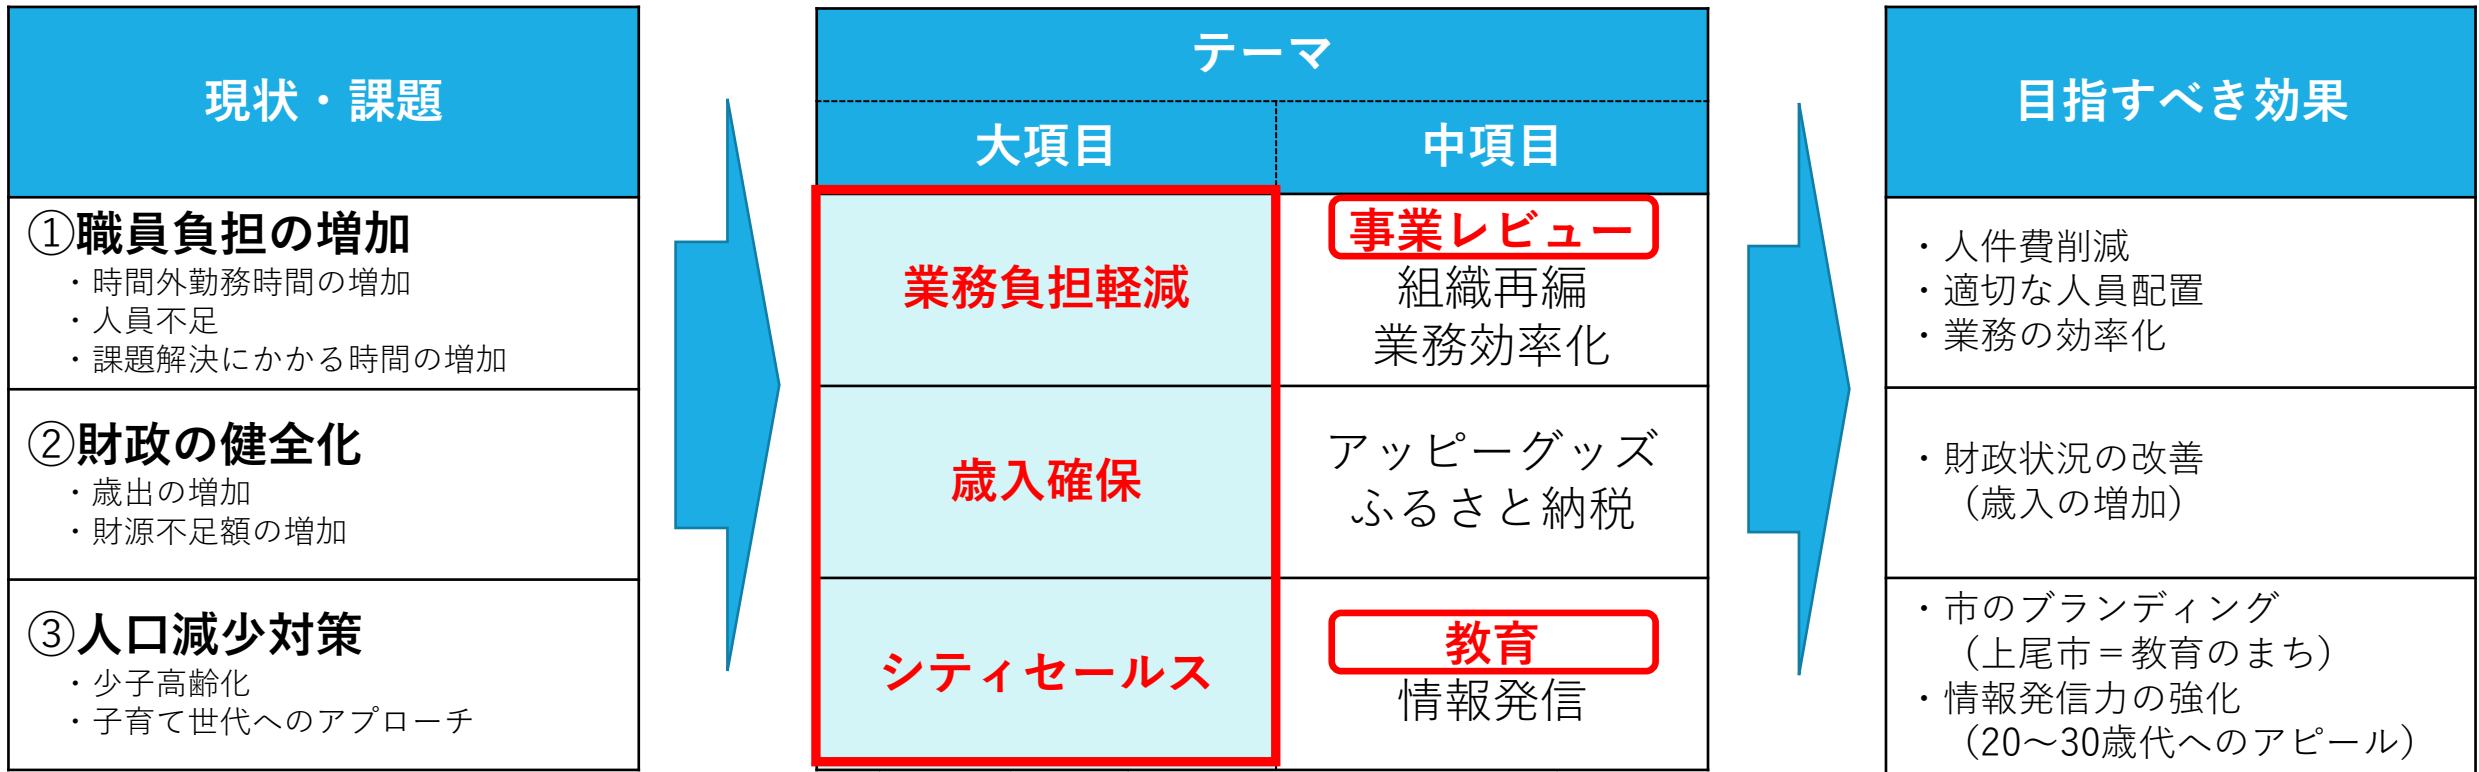 現状・課題
①職員負担の増加
・時間外勤務時間の増加
・人員不足
・課題解決にかかる時間の増加
②財政の健全化
・歳出の増加
・財源不足額の増加
③人口減少対策
・少子高齢化
・子育て世代へのアプローチ
テーマ
大項目
中項目
業務負担軽減
事業レビュー
組織再編
業務効率化
歳入確保
アッピーグッズ
ふるさと納税
シティセールス
教育
情報発信
目指すべき効果
・人件費削減
・適切な人員配置
・業務の効率化
・財政状況の改善
（歳入の増加）
・市のブランディング
（上尾市＝教育のまち）
・情報発信力の強化
（20～30歳代へのアピール）